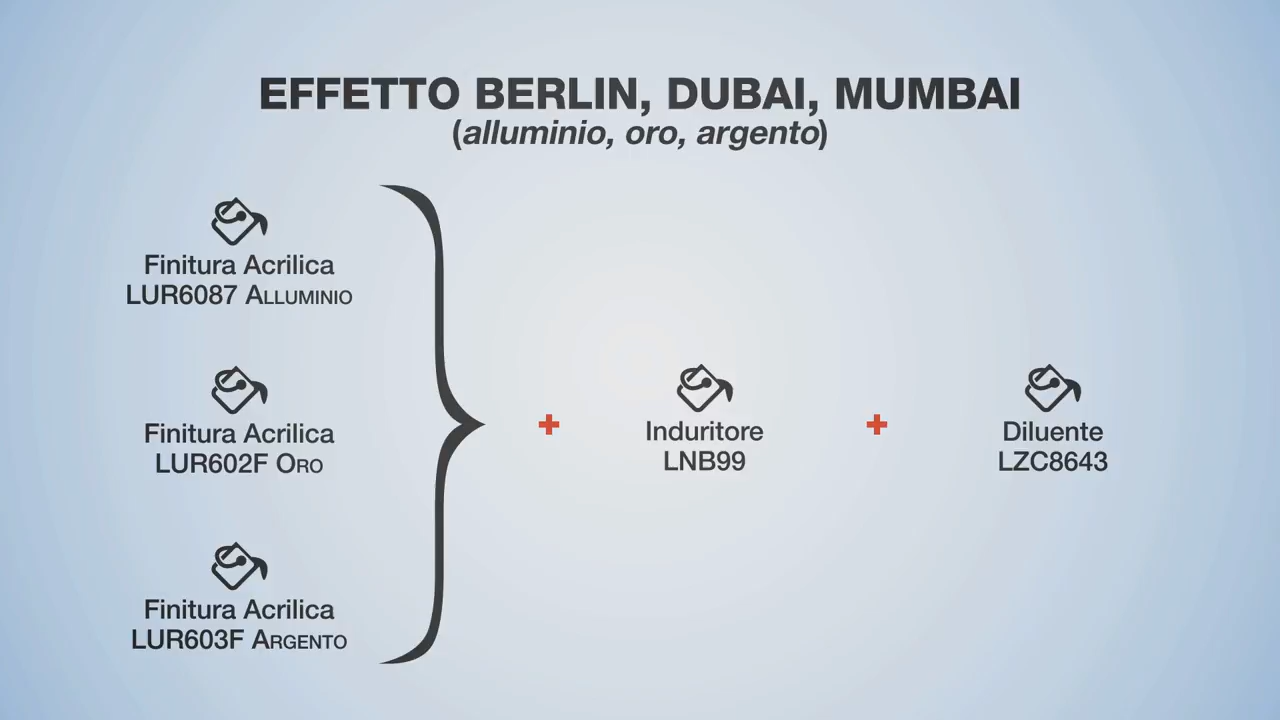 EFFETTO BERLIN, DUBAI, MUMBAI
(alluminio, oro, argento)
Finitura Acrilica
LUR6087 ALLUMINIO
Finitura Acrilica
LUR602F ORO
Finitura Acrilica
LUR603F ARGENTO
+
Induritore
LNB99
+
Diluente
LZC8643